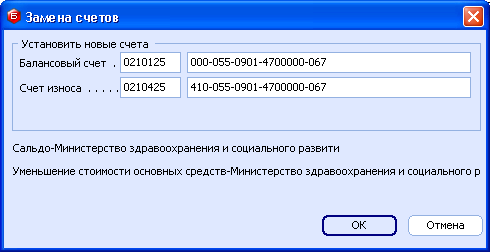 Замена счетов
Установить новые счета
Балансовый счет . 0210125 000-055-0901-4700000-067
Счет износа . . . . . 0210425 410-055-0901-4700000-067
Сальдо-Министерство здравоохранения и социального развити
Уменьшение стоимости основных средств-Министерство здравоохранения и социального р
ОК Отмена